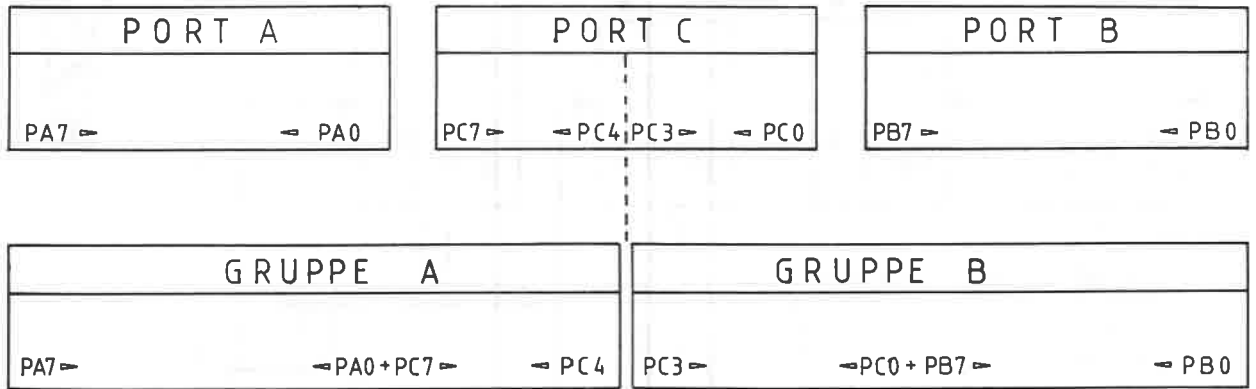 PORT A PORT C PORT B
PA7 PA0 PC7 PC4 PC3 PC0 PB7 PB0
GRUPPE A GRUPPE B
PA7 PA0+PC7 PC4 PC3 PC0+PB7 PB0